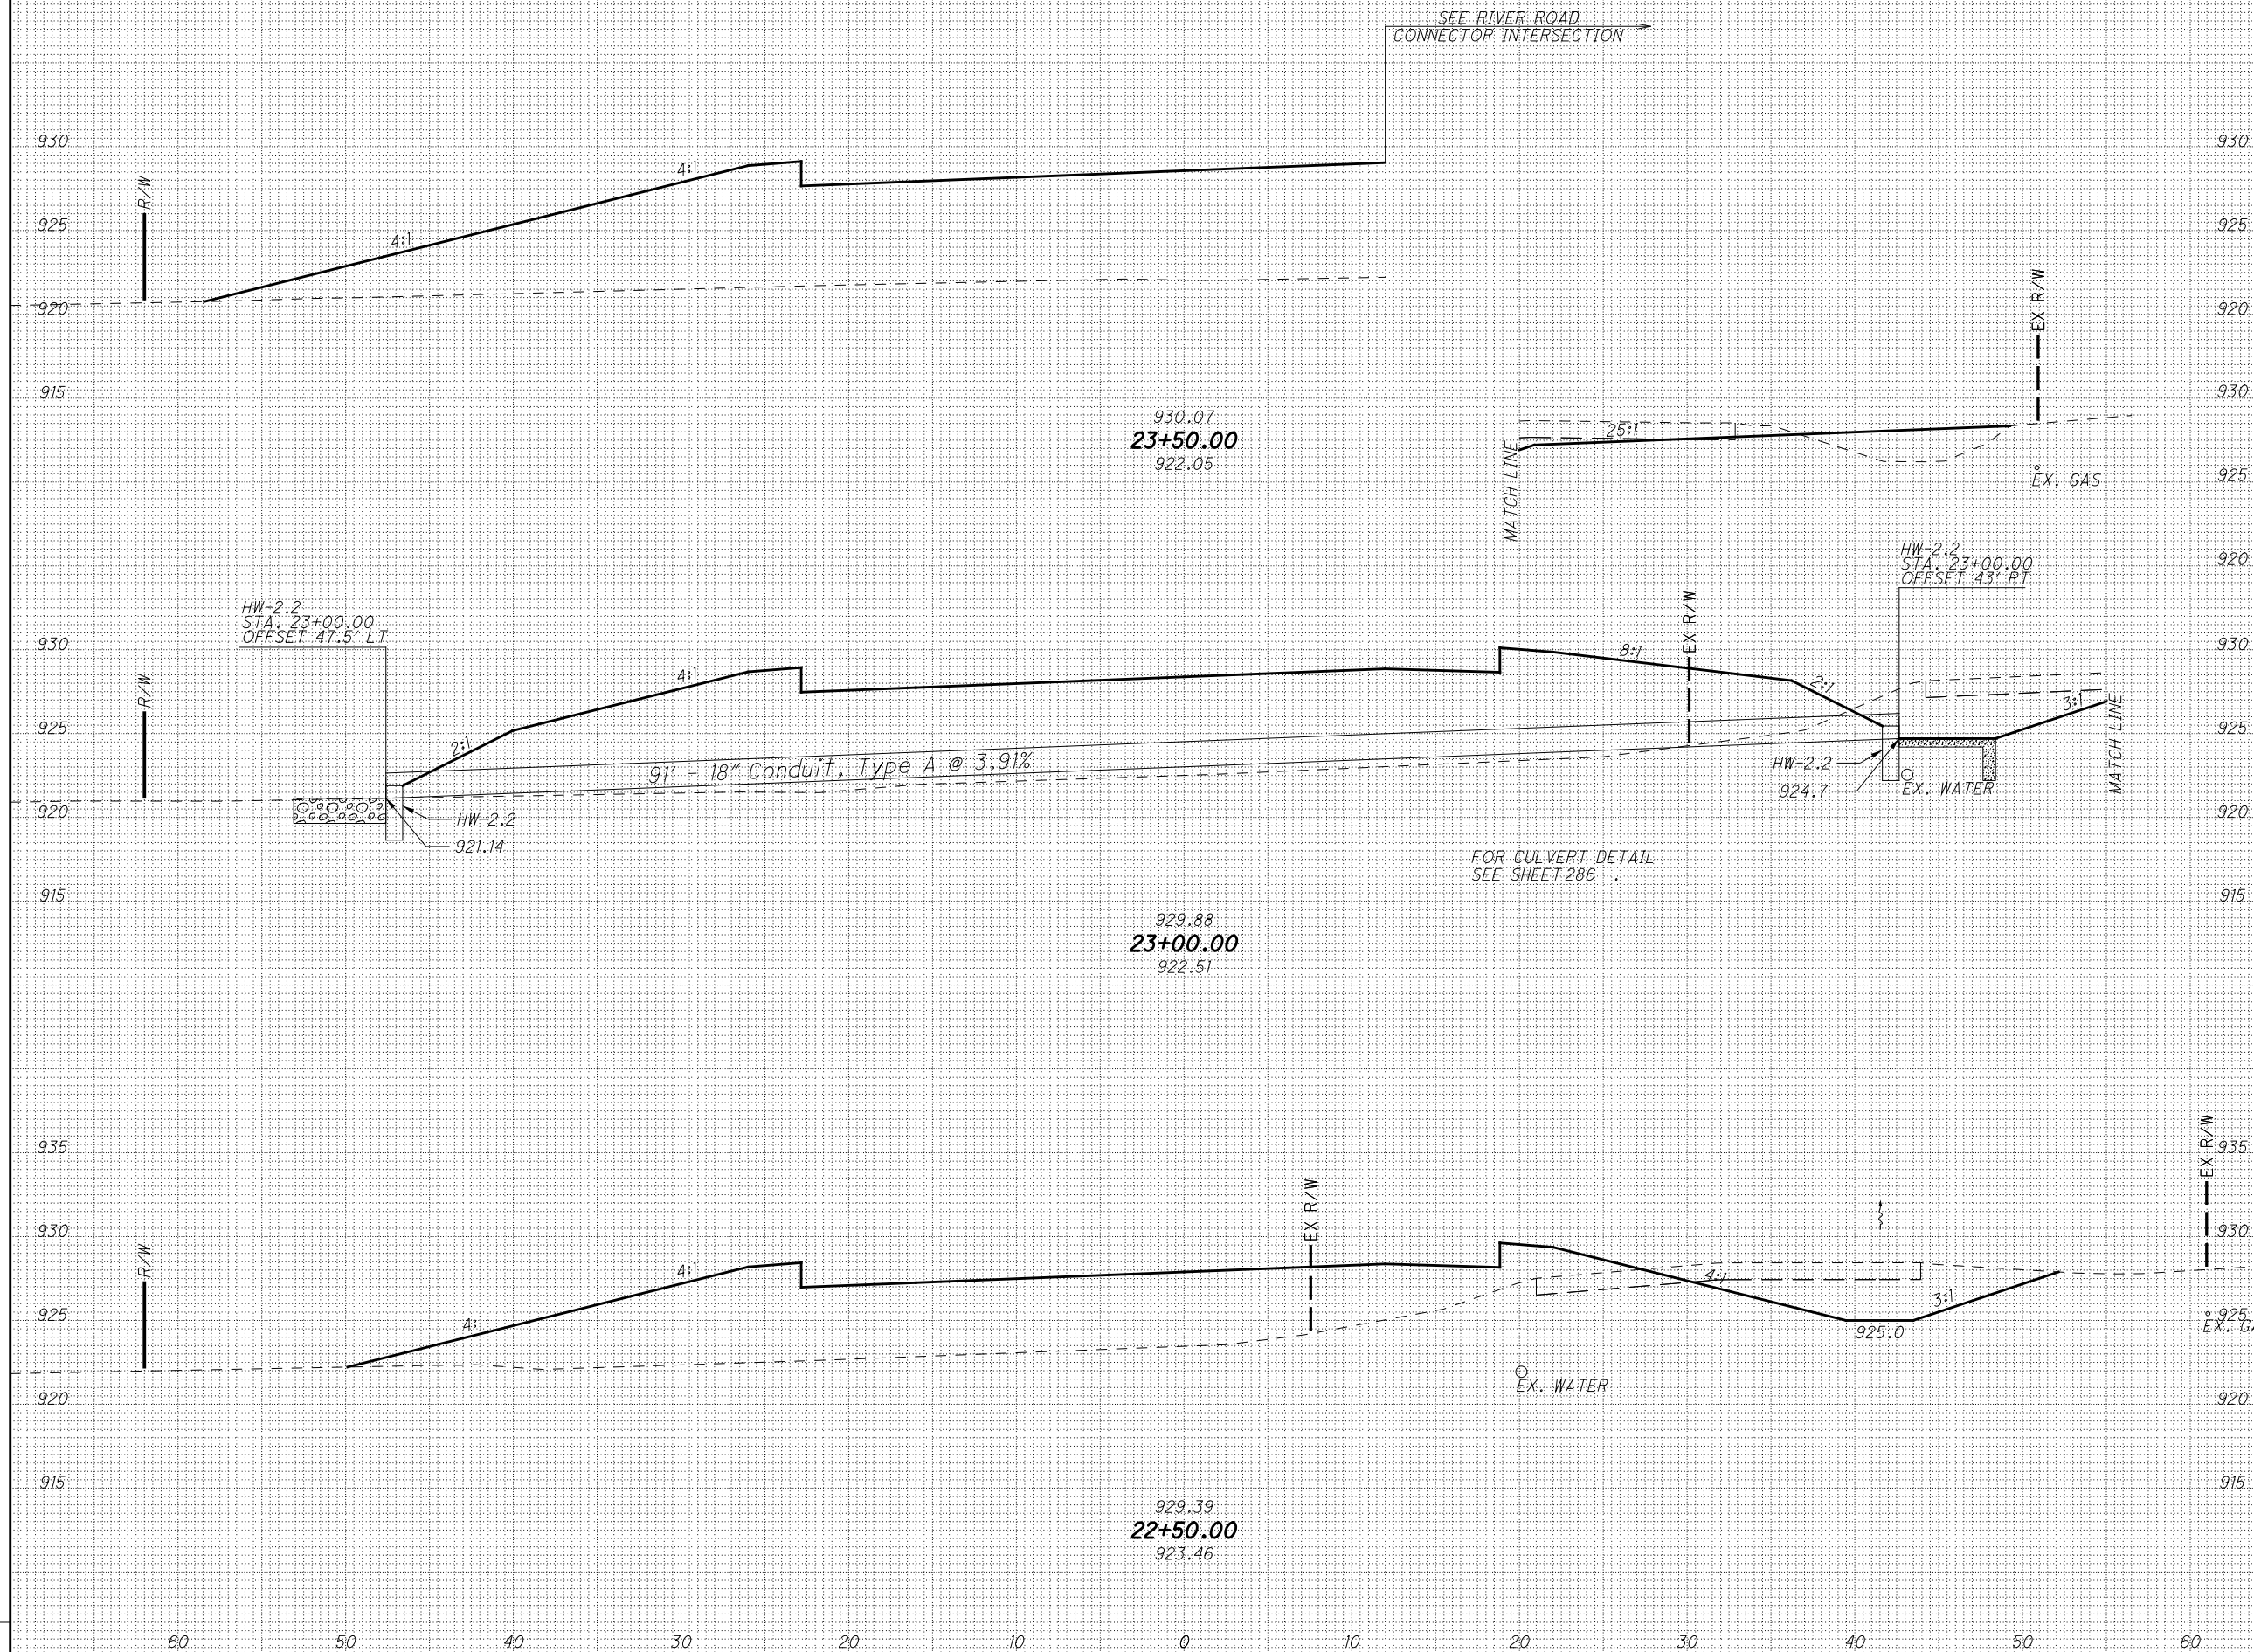 SEE RIVER ROAD
CONNECTOR INTERSECTION
930
930
R/W
4:1
925
4:1
925
920
920
EX R/W
915
930
930.07
23+50.00
922.05
25:1
MATCH LINE
925
EX. GAS
HW-2.2
STA. 23+00.00
OFFSET 43' RT
920
HW-2.2
STA. 23+00.00
OFFSET 47.5' LT
930
EX R/W
8:1
930
R/W
4:1
2:1
3:1
925
2:1
925
MATCH LINE
91' - 18" Conduit, Type A @ 3.91%
HW-2.2
924.7
EX. WATER
920
HW-2.2
920
921.14
FOR CULVERT DETAIL
SEE SHEET 286 .
915
915
929.88
23+00.00
922.51
935
EX R/W
935
930
EX R/W
930
R/W
4:1
4:1
3:1
925
4:1
925.0
925
EX. GA
920
EX. WATER
920
915
915
929.39
22+50.00
923.46
60 50 40 30 20 10 0 10 20 30 40 50 60